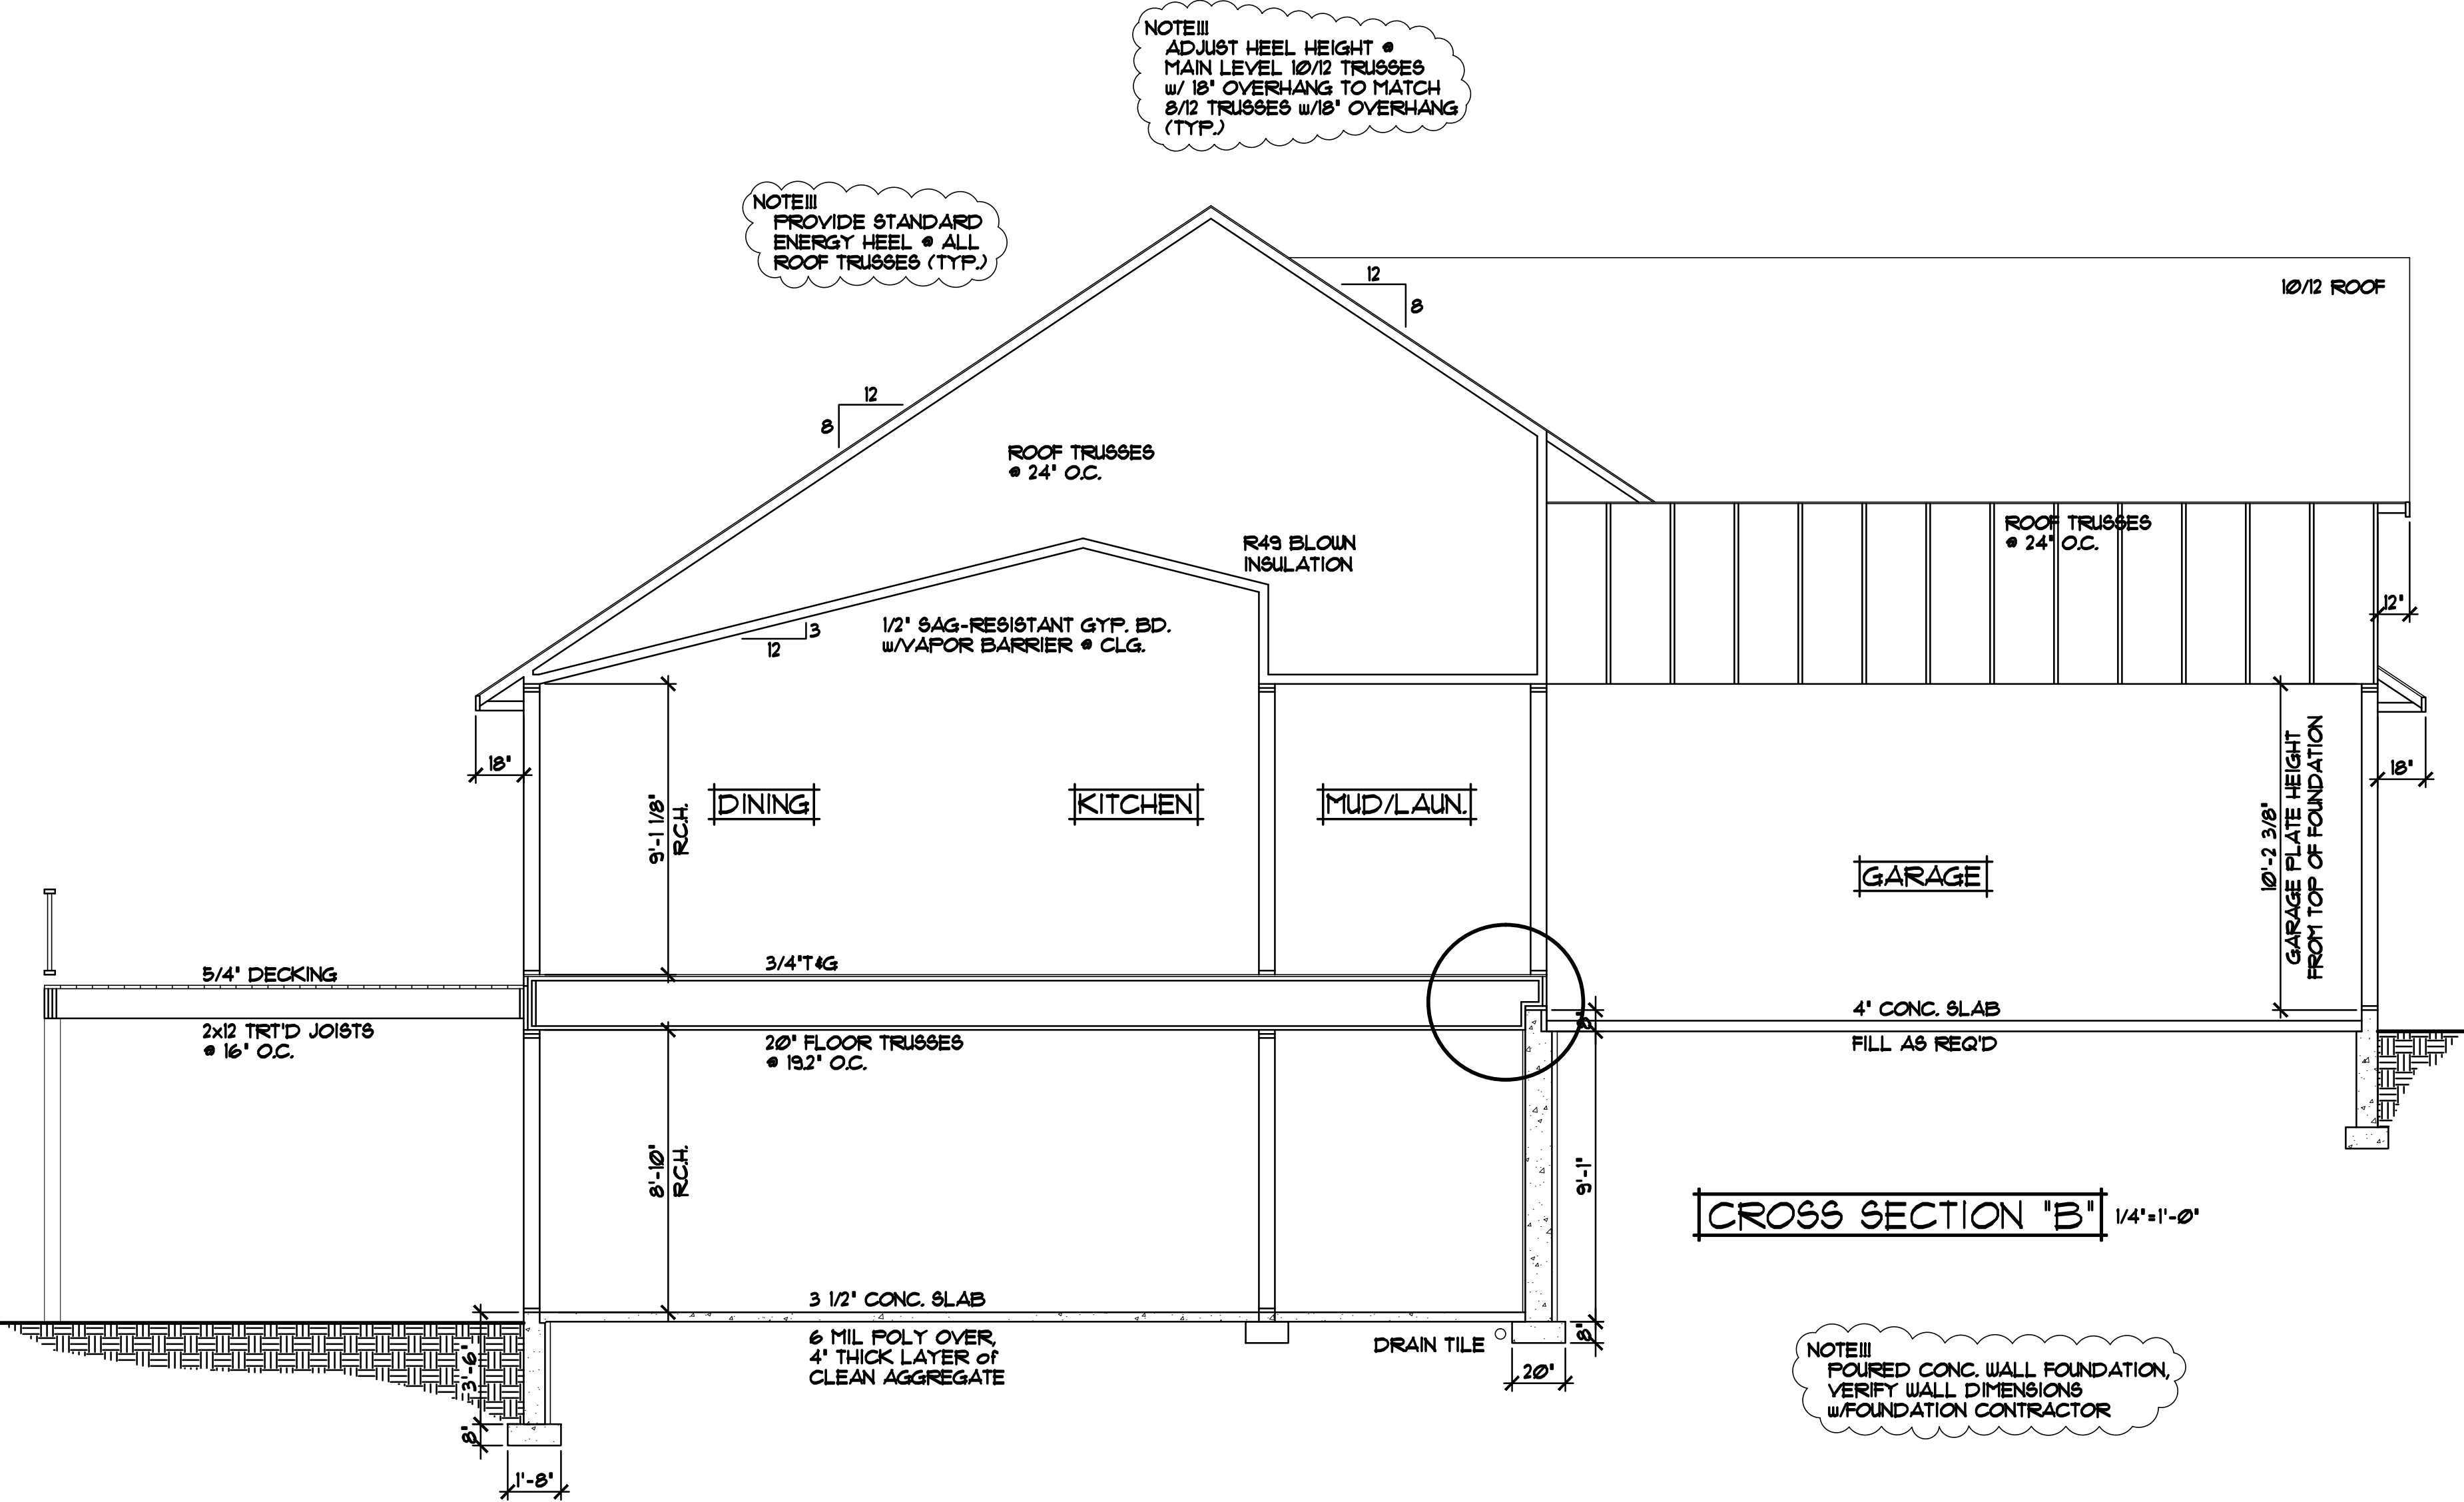 NOTE!!!
ADJUST HEEL HEIGHT @
MAIN LEVEL 10/12 TRUSSES
w/ 18" OVERHANG TO MATCH
8/12 TRUSSES w/18" OVERHANG
(TYP.)
NOTE!!!
PROVIDE STANDARD
ENERGY HEEL @ ALL
ROOF TRUSSES (TYP.)
12
8
10/12 ROOF
12
8
ROOF TRUSSES
@ 24" O.C.
R49 BLOWN
INSULATION
ROOF TRUSSES
@ 24" O.C.
12"
1/2" SAG-RESISTANT GYP. BD.
w/VAPOR BARRIER @ CLG.
3
12
18"
18"
9'-1 1/8"
R.C.H.
DINING
KITCHEN
MUD/LAUN.
GARAGE
10'-2 3/8"
GARAGE PLATE HEIGHT
FROM TOP OF FOUNDATION
5/4" DECKING
3/4"T&G
2x12 TRT'D JOISTS
@ 16" O.C.
20" FLOOR TRUSSES
@ 19.2" O.C.
8"
4" CONC. SLAB
FILL AS REQ'D
8'-10"
R.C.H.
9'-1"
CROSS SECTION "B"
1/4"=1'-0"
3 1/2" CONC. SLAB
6 MIL POLY OVER,
4" THICK LAYER of
CLEAN AGGREGATE
DRAIN TILE
8"
20"
3'-6"
8"
1'-8"
NOTE!!!
POURED CONC. WALL FOUNDATION,
VERIFY WALL DIMENSIONS
w/FOUNDATION CONTRACTOR